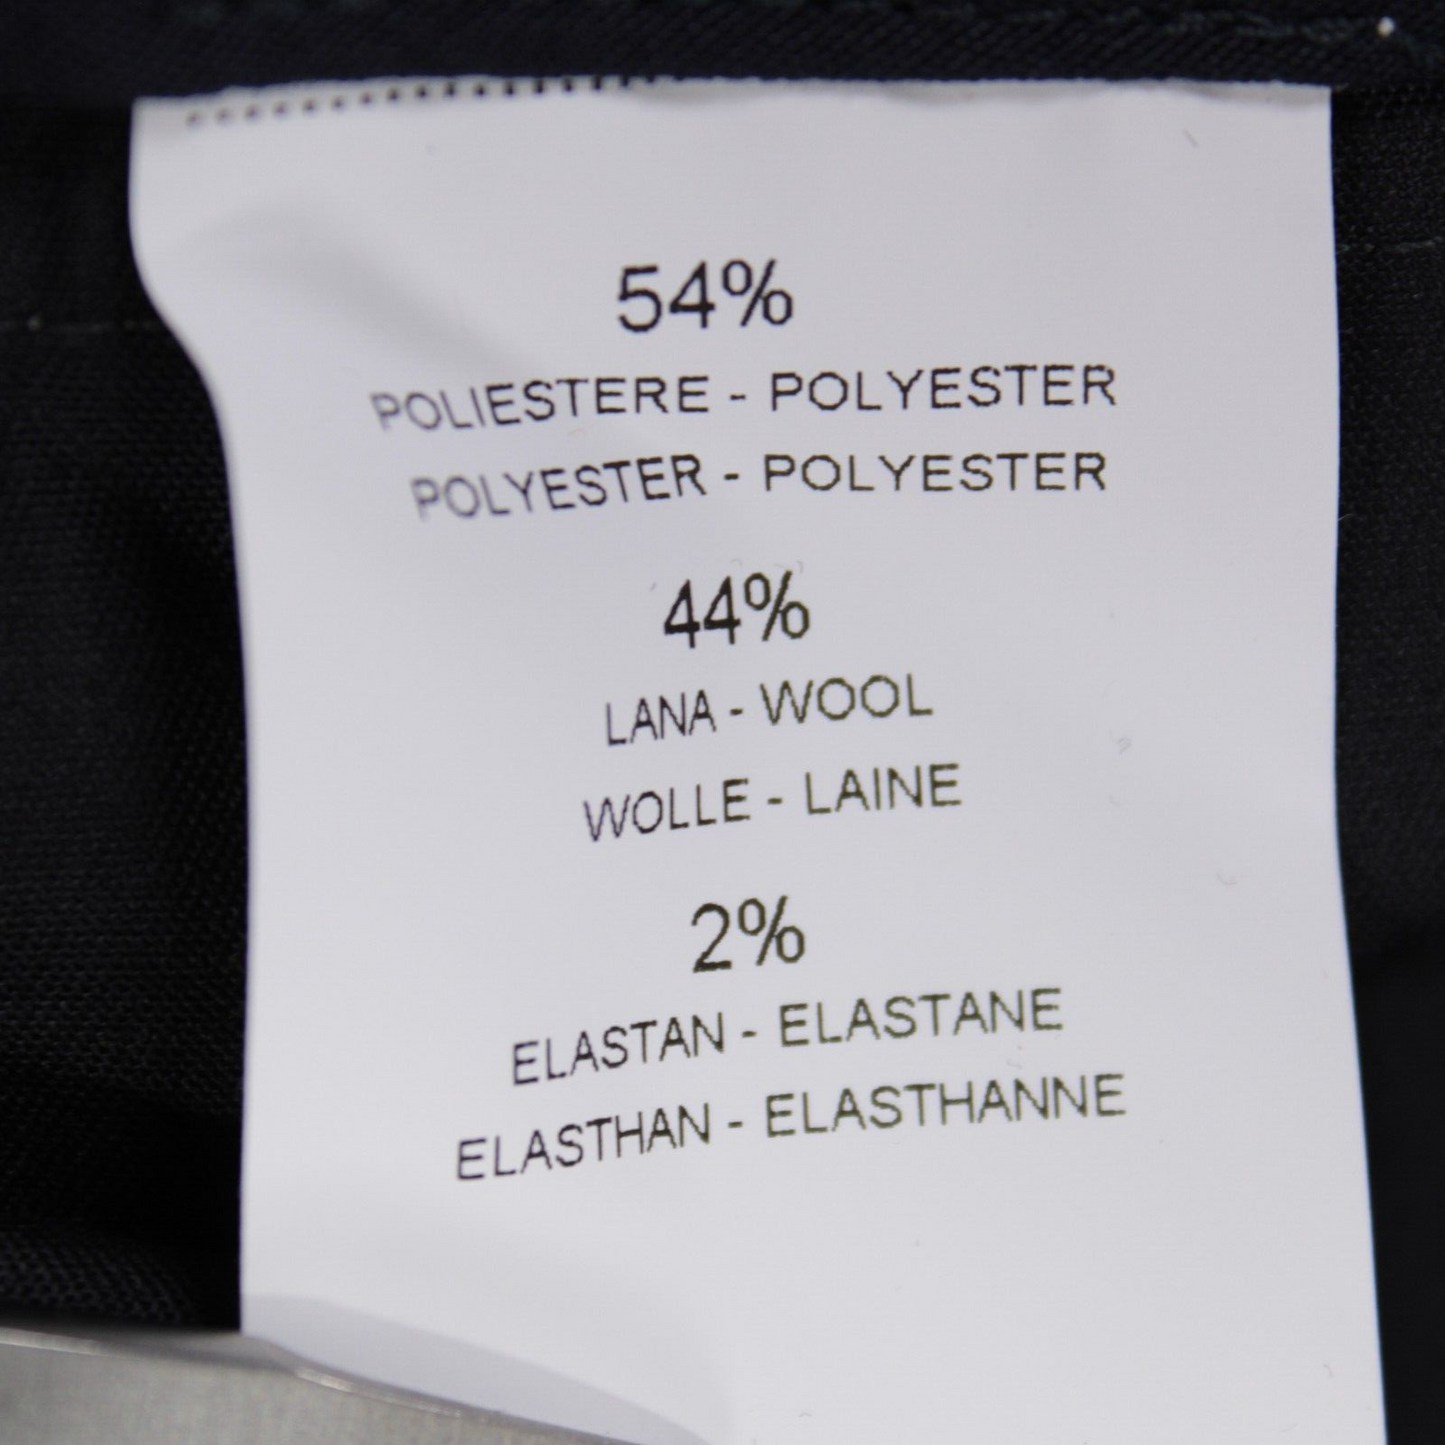 54%
POLIESTERE - POLYESTER
POLYESTER - POLYESTER
44%
LANA - WOOL
WOLLE - LAINE
2%
ELASTAN - ELASTANE
ELASTHAN - ELASTHANNE